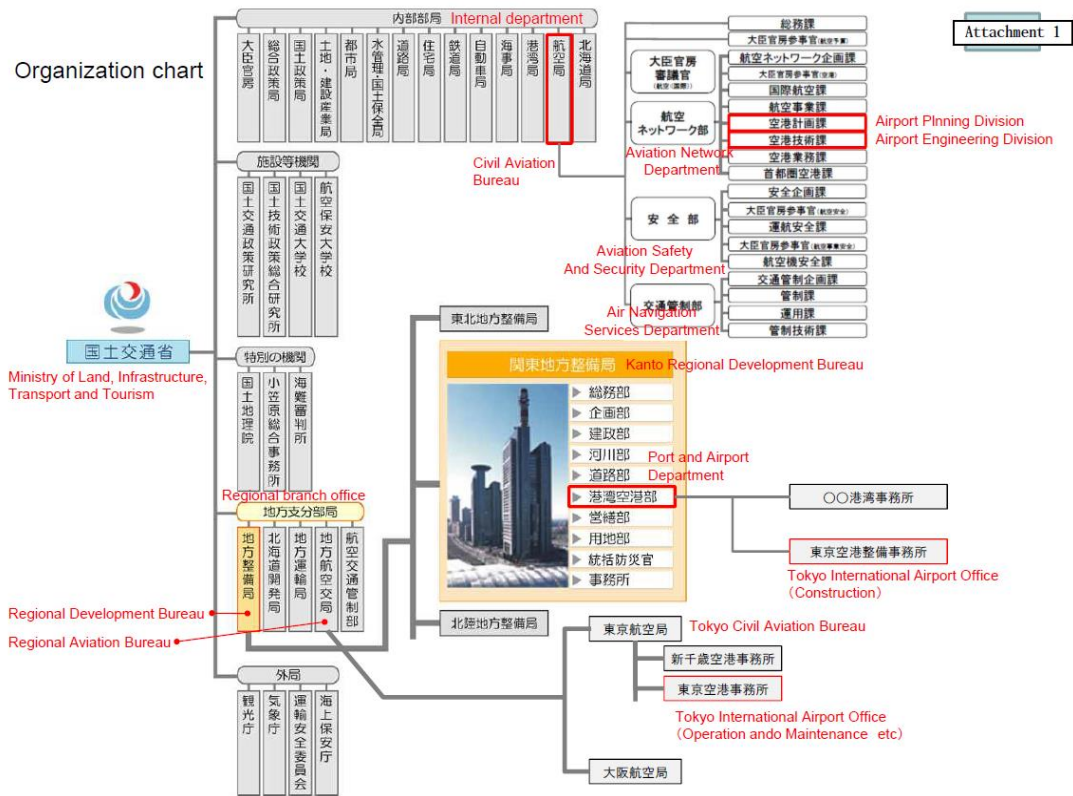 Attachment 1
Organization chart
内部部局 Internal department
大臣官房
総合政策局
国土政策局
土地・建設産業局
都市局
水管理・国土保全局
道路局
住宅局
鉄道局
自動車局
海事局
港湾局
航空局
北海道局
Civil Aviation
Bureau
総務課
大臣官房参事官(航空予算)
大臣官房
審議官
(航空(国際))
航空
ネットワーク部
Aviation Network
Department
航空ネットワーク企画課
大臣官房参事官(空港)
国際航空課
航空事業課
空港計画課
空港技術課
空港業務課
首都圏空港課
Airport Plnning Division
Airport Engineering Division
安全部
Aviation Safety
And Security Department
安全企画課
大臣官房参事官(航空安全)
運航安全課
大臣官房参事官(航空事業安全)
航空機安全課
交通管制部
Air Navigation
Services Department
交通管制企画課
管制課
運用課
管制技術課
施設等機関
国土交通政策研究所
国土技術政策総合研究所
国土交通大学校
航空保安大学校
国土交通省
Ministry of Land, Infrastructure,
Transport and Tourism
特別の機関
国土地理院
小笠原総合事務所
海難審判所
Regional branch office
地方支分部局
地方整備局
北海道開発局
地方運輸局
地方航空交局
航空交通管制部
Regional Development Bureau
Regional Aviation Bureau
外局
観光庁
気象庁
運輸安全委員会
海上保安庁
東北地方整備局
関東地方整備局 Kanto Regional Development Bureau
総務部
企画部
建政部
河川部
道路部
港湾空港部
営繕部
用地部
統括防災官
事務所
Port and Airport
Department
〇〇港湾事務所
東京空港整備事務所
Tokyo International Airport Office
(Construction)
北陸地方整備局
東京航空局 Tokyo Civil Aviation Bureau
新千歳空港事務所
東京空港事務所
Tokyo International Airport Office
(Operation ando Maintenance etc)
大阪航空局